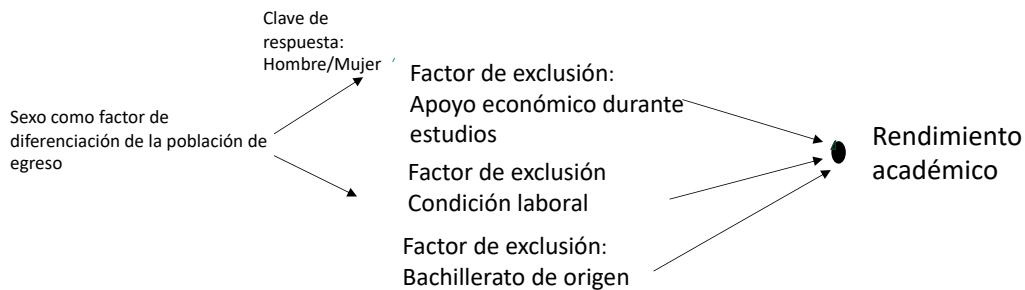 Clave de
respuesta:
Hombre/Mujer
Sexo como factor de
diferenciación de la población de
egreso
Factor de exclusión:
Apoyo económico durante
estudios
Factor de exclusión
Condición laboral
Factor de exclusión:
Bachillerato de origen
Rendimiento
académico